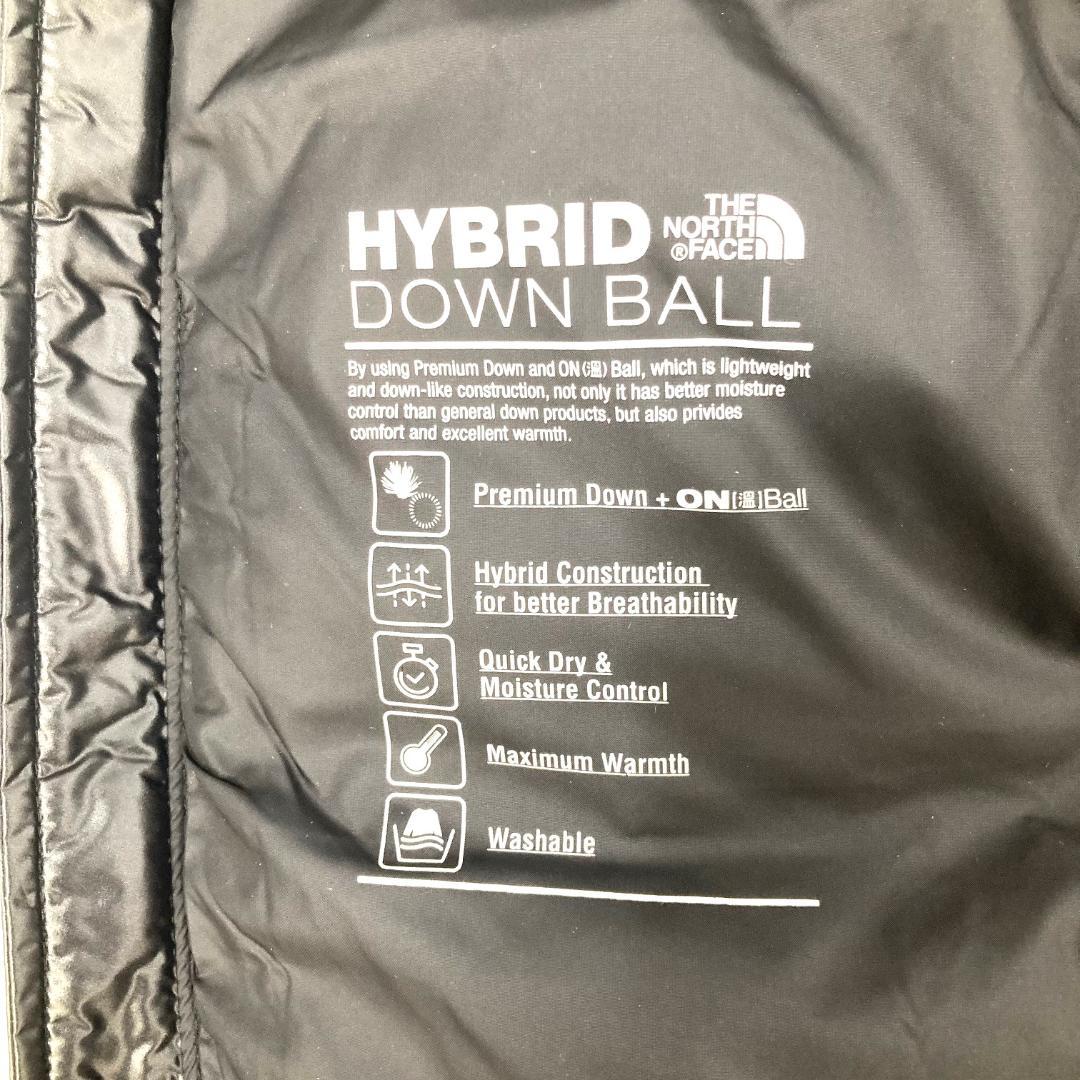 HYBRID
THE
NORTH
®FACE
DOWN BALL
By using Premium Down and ON(溫) Ball, which is lightweight
and down-like construction, not only it has better moisture
control than general down products, but also privides
comfort and excellent warmth.
Premium Down + ON[溫]Ball
Hybrid Construction
for better Breathability
Quick Dry &
Moisture Control
Maximum Warmth
Washable